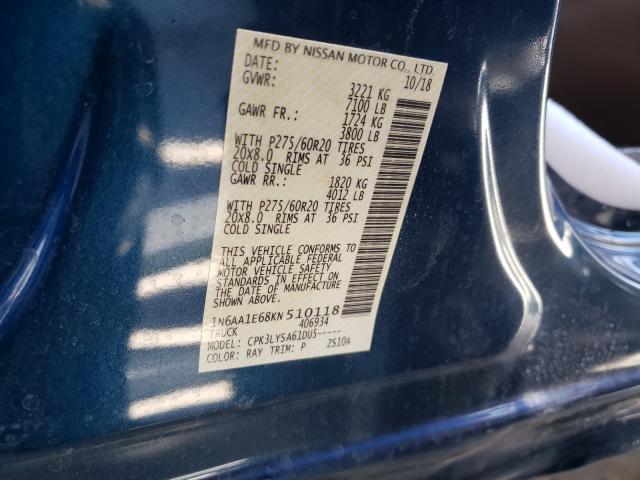 MFD BY NISSAN MOTOR CO., LTD.
DATE: 10/18
GVWR: 3221 KG
7100 LB
GAWR FR.: 1724 KG
3800 LB
WITH P275/60R20 TIRES
20X8.0 RIMS AT 36 PSI
COLD SINGLE
GAWR RR.: 1820 KG
4012 LB
WITH P275/60R20 TIRES
20X8.0 RIMS AT 36 PSI
COLD SINGLE
THIS VEHICLE CONFORMS TO
ALL APPLICABLE FEDERAL
MOTOR VEHICLE SAFETY
STANDARDS IN EFFECT ON
THE DATE OF MANUFACTURE
SHOWN ABOVE.
1N6AA1E68KN510118
TRUCK 406934
MODEL: CPK3LYSA61DUS-----
COLOR: RAY TRIM: P ZS10A